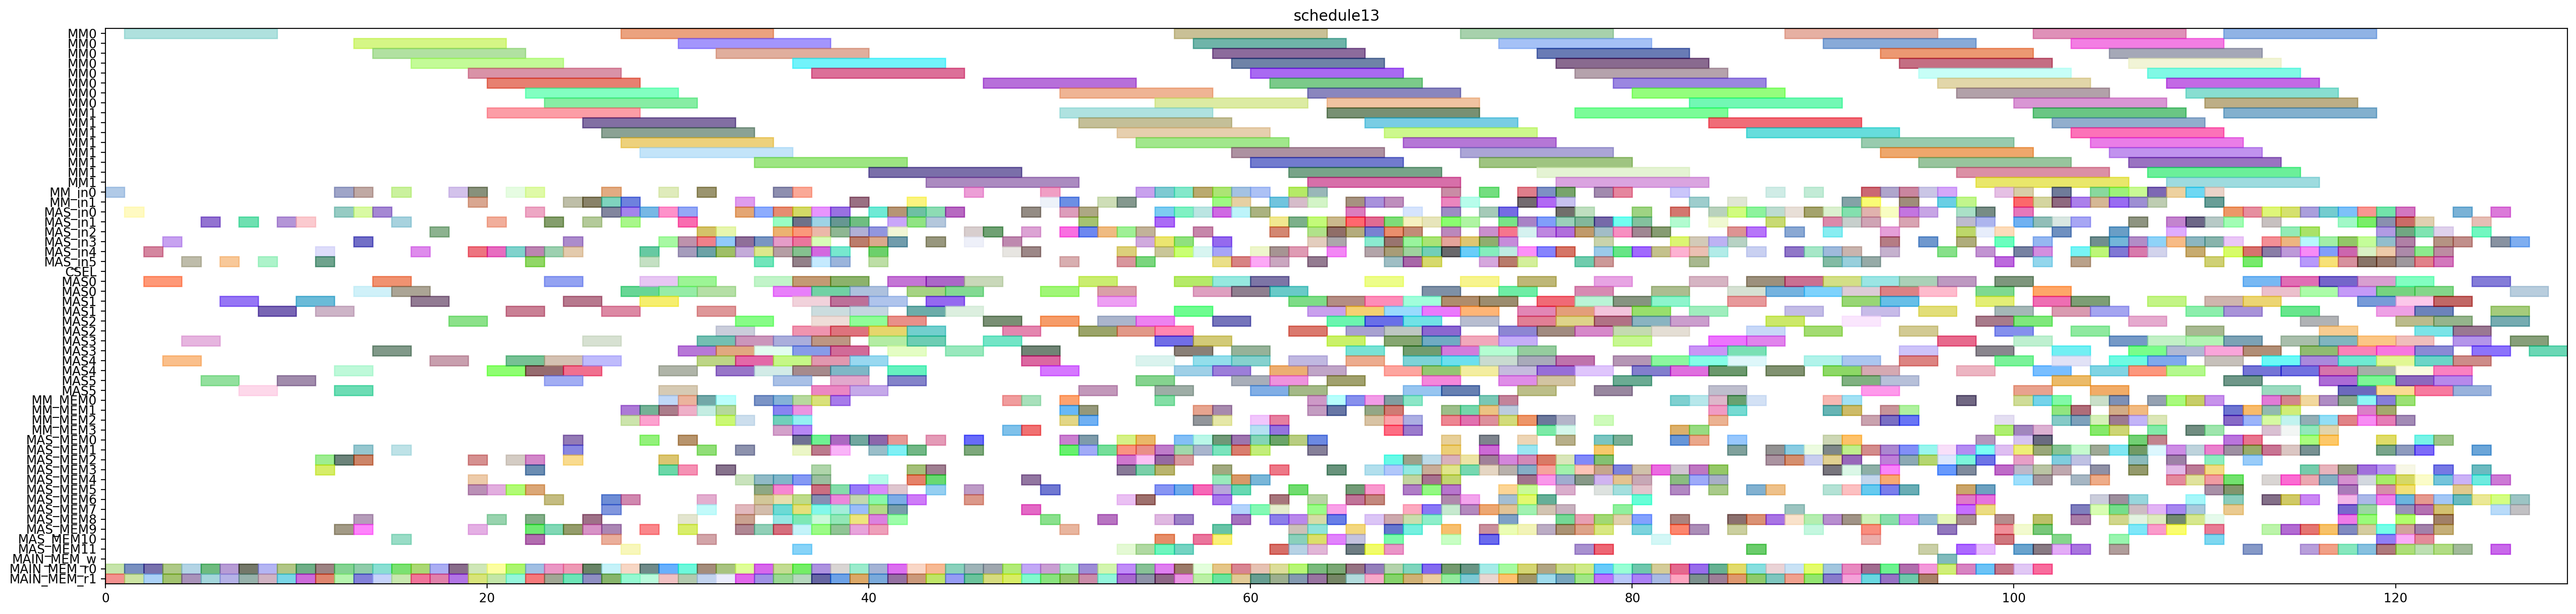 schedule13
MM0
MM0
MM0
MM0
MM0
MM0
MM0
MM0
MM1
MM1
MM1
MM1
MM1
MM1
MM1
MM1
MM_in0
MM_in1
MAS_in0
MAS_in1
MAS_in2
MAS_in3
MAS_in4
MAS_in5
CSEL
MAS0
MAS0
MAS1
MAS1
MAS2
MAS2
MAS3
MAS3
MAS4
MAS4
MAS5
MAS5
MM_MEM0
MM_MEM1
MM_MEM2
MM_MEM3
MAS_MEM0
MAS_MEM1
MAS_MEM2
MAS_MEM3
MAS_MEM4
MAS_MEM5
MAS_MEM6
MAS_MEM7
MAS_MEM8
MAS_MEM9
MAS_MEM10
MAS_MEM11
MAIN_MEM_w
MAIN_MEM_r0
MAIN_MEM_r1
0 20 40 60 80 100 120